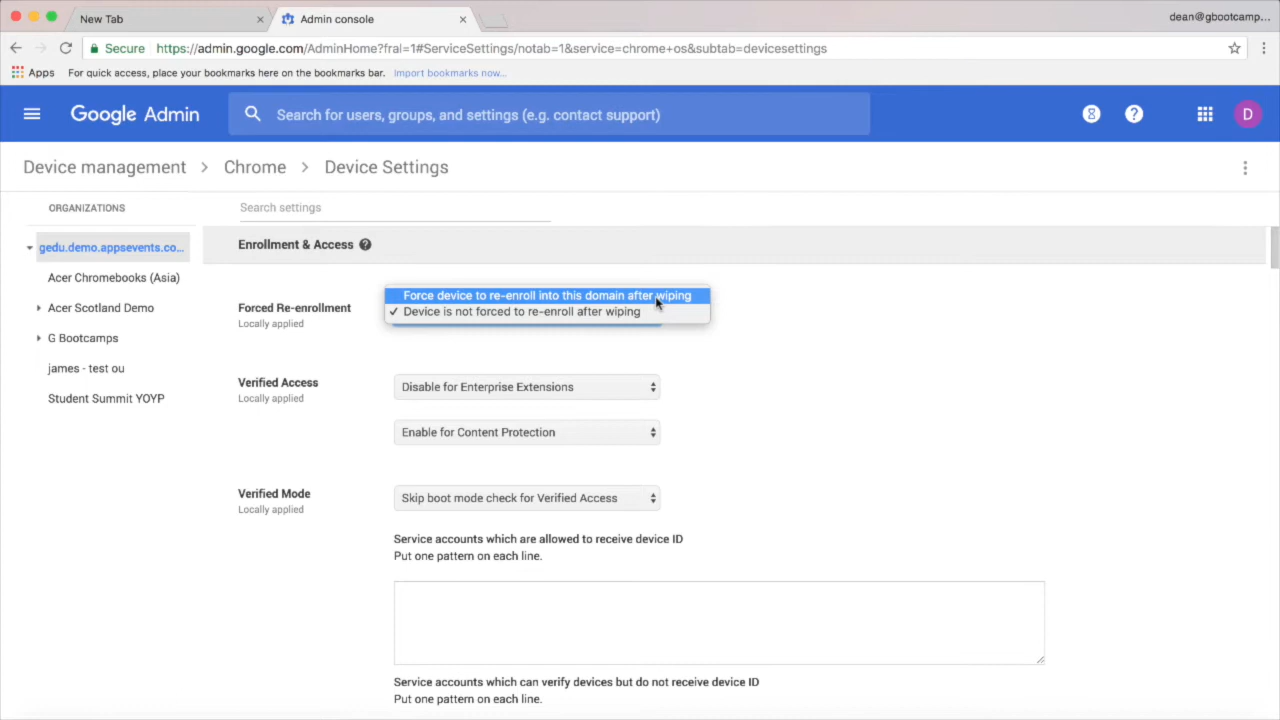 New Tab
Admin console
dean@gbootcamp...
Secure https://admin.google.com/AdminHome?fral=1#ServiceSettings/notab=1&service=chrome+os&subtab=devicesettings
Apps For quick access, place your bookmarks here on the bookmarks bar. Import bookmarks now...
Google Admin
Search for users, groups, and settings (e.g. contact support)
8
?
D
Device management > Chrome > Device Settings
ORGANIZATIONS
gedu.demo.appsevents.co...
Acer Chromebooks (Asia)
Acer Scotland Demo
G Bootcamps
james - test ou
Student Summit YOYP
Search settings
Enrollment & Access ?
Forced Re-enrollment
Locally applied
Force device to re-enroll into this domain after wiping
✓ Device is not forced to re-enroll after wiping
Verified Access
Locally applied
Disable for Enterprise Extensions
Enable for Content Protection
Verified Mode
Locally applied
Skip boot mode check for Verified Access
Service accounts which are allowed to receive device ID
Put one pattern on each line.
Service accounts which can verify devices but do not receive device ID
Put one pattern on each line.